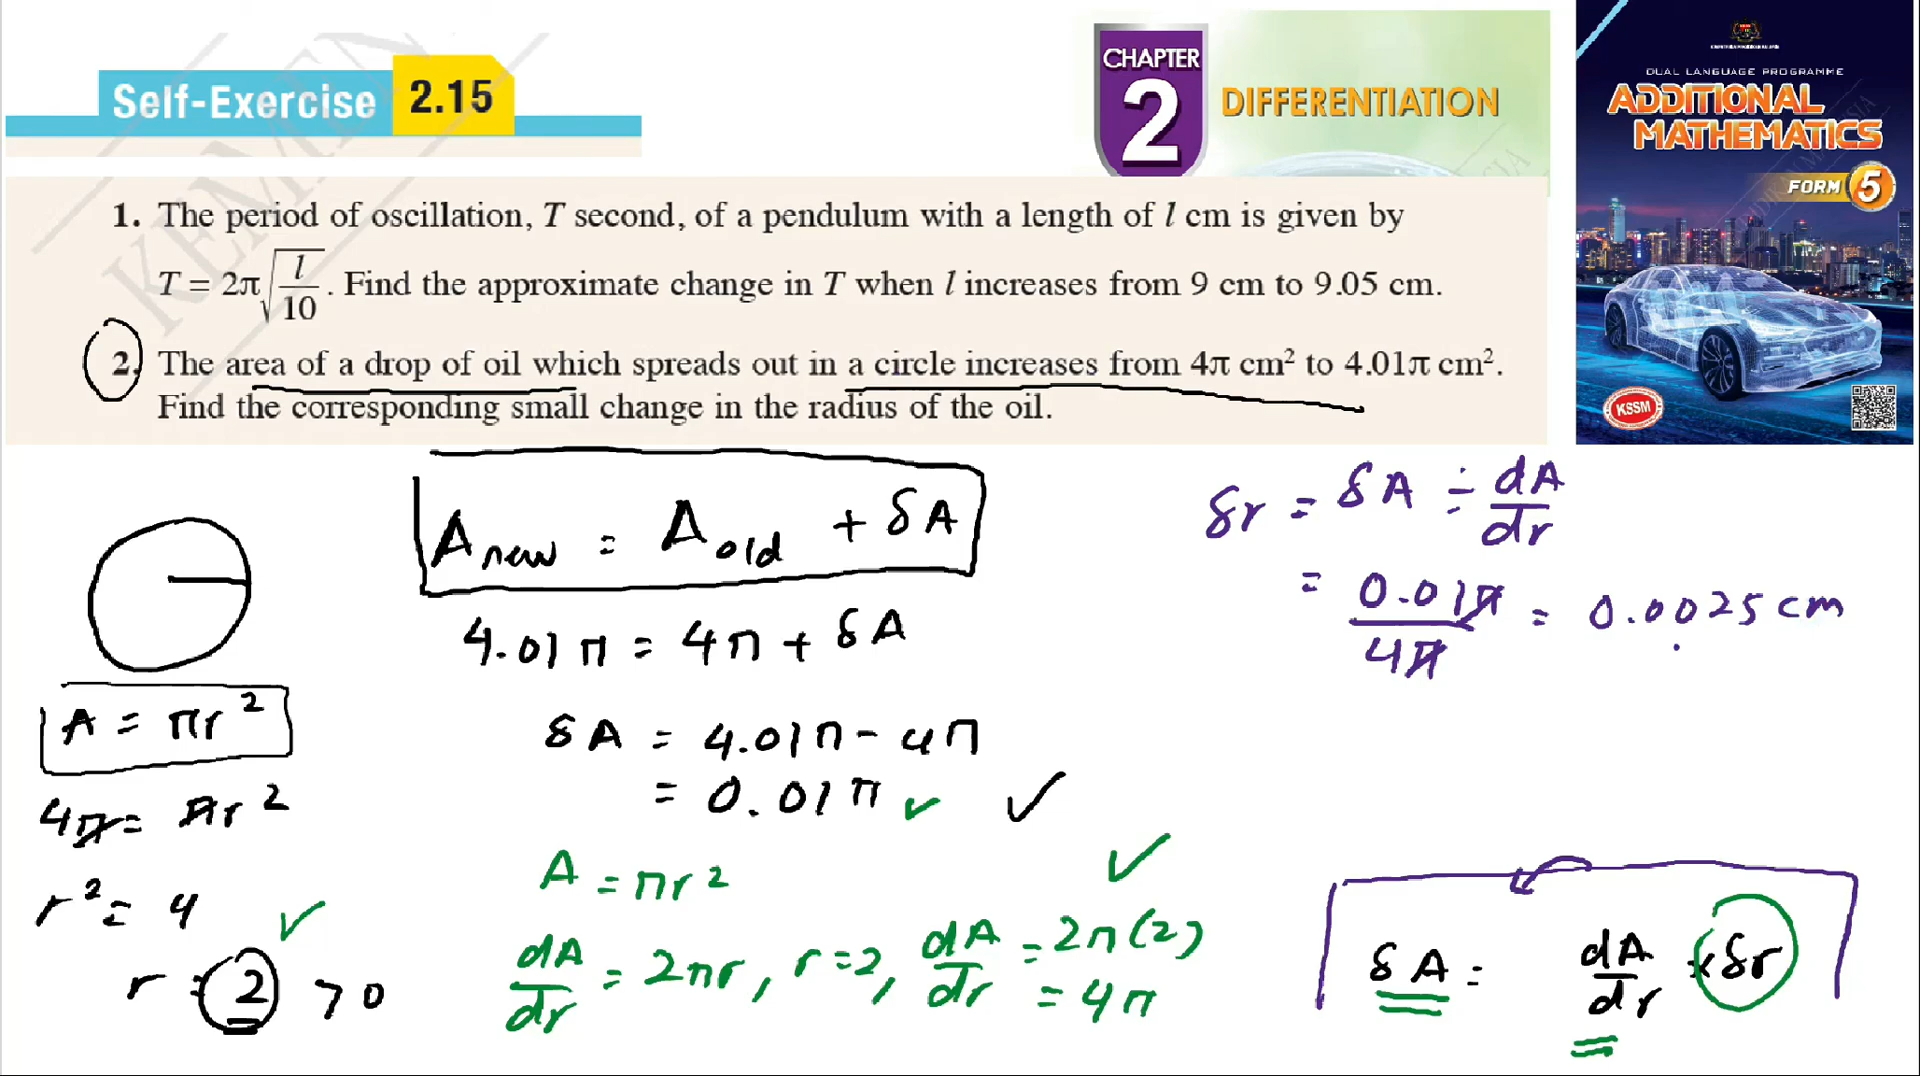 Self-Exercise 2.15
CHAPTER
2
DIFFERENTIATION
DUAL LANGUAGE PROGRAMME
ADDITIONAL
MATHEMATICS
FORM 5
KSSM
1. The period of oscillation, T second, of a pendulum with a length of l cm is given by
T = 2π√(l/10). Find the approximate change in T when l increases from 9 cm to 9.05 cm.
2. The area of a drop of oil which spreads out in a circle increases from 4π cm² to 4.01π cm².
Find the corresponding small change in the radius of the oil.
A = πr²
4π = πr²
r² = 4
r = 2 > 0
A new = A old + δA
4.01π = 4π + δA
δA = 4.01π - 4π
= 0.01π ✓ ✓
A = πr² ✓
dA/dr = 2πr, r = 2, dA/dr = 2π(2)
= 4π
δr = δA ÷ dA/dr
= 0.01π/4π = 0.0025 cm
δA = dA/dr × δr